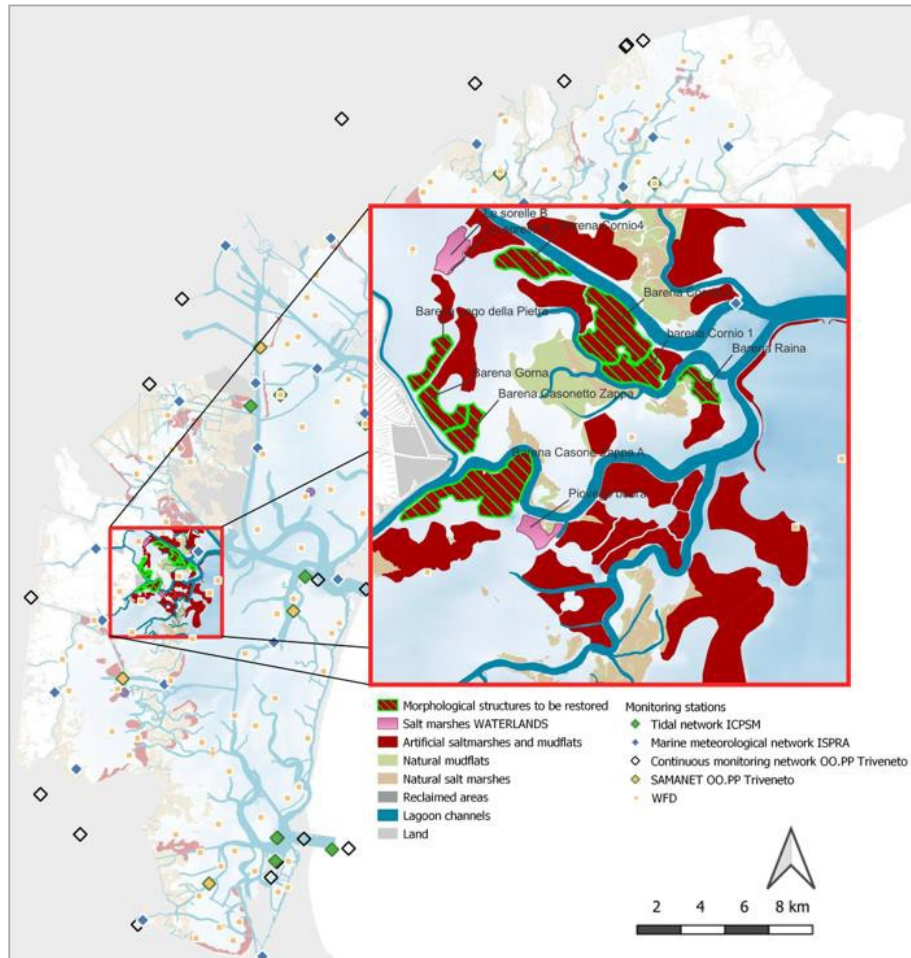 Le sorelle B
Barena Cornio4
Barena
Barena
della Pietra
barena Cornio 1
Barena Raina
Barena Gorna
Barena Casonetto Zappa
Barena Casone Zappa A
Morphological structures to be restored
Salt marshes WATERLANDS
Artificial saltmarshes and mudflats
Natural mudflats
Natural salt marshes
Reclaimed areas
Lagoon channels
Land
Monitoring stations
Tidal network ICPSM
Marine meteorological network ISPRA
Continuous monitoring network OO.PP Triveneto
SAMANET OO.PP Triveneto
WFD
2 4 6 8 km